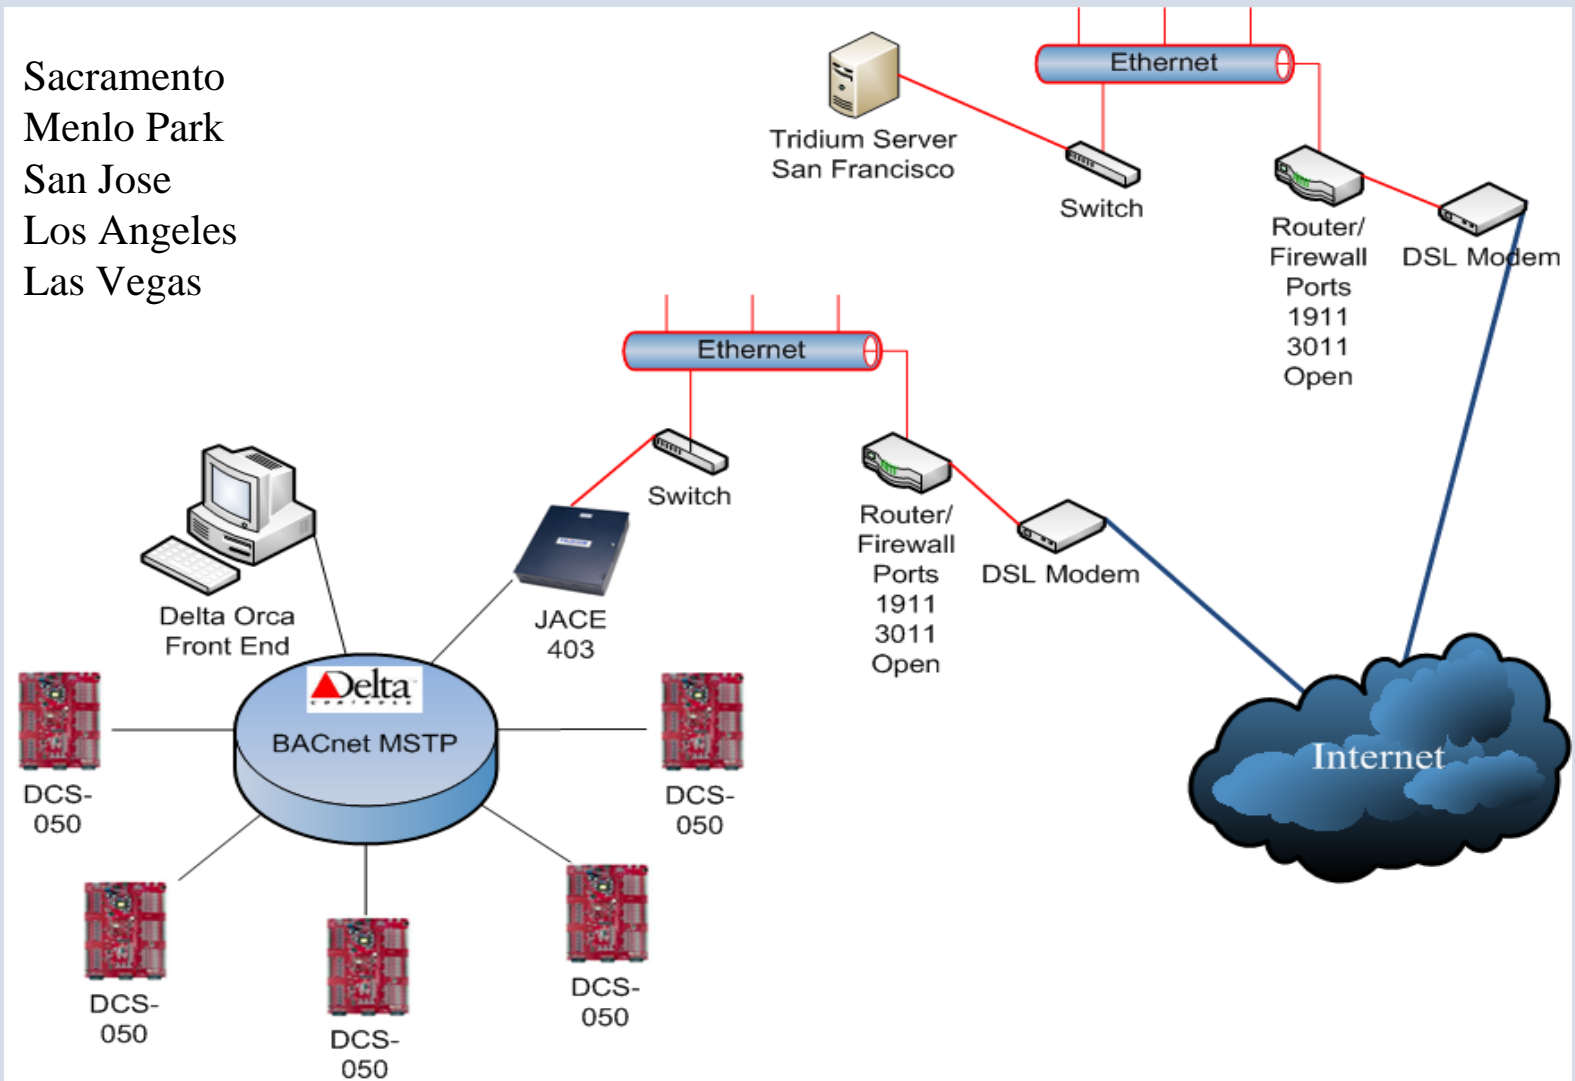 Sacramento
Menlo Park
San Jose
Los Angeles
Las Vegas
Ethernet
Tridium Server
San Francisco
Switch
Router/
Firewall
Ports
1911
3011
Open
DSL Modem
Ethernet
Switch
Router/
Firewall
Ports
1911
3011
Open
DSL Modem
Delta Orca
Front End
JACE
403
Delta
CONTROLS
BACnet MSTP
Internet
DCS-
050
DCS-
050
DCS-
050
DCS-
050
DCS-
050